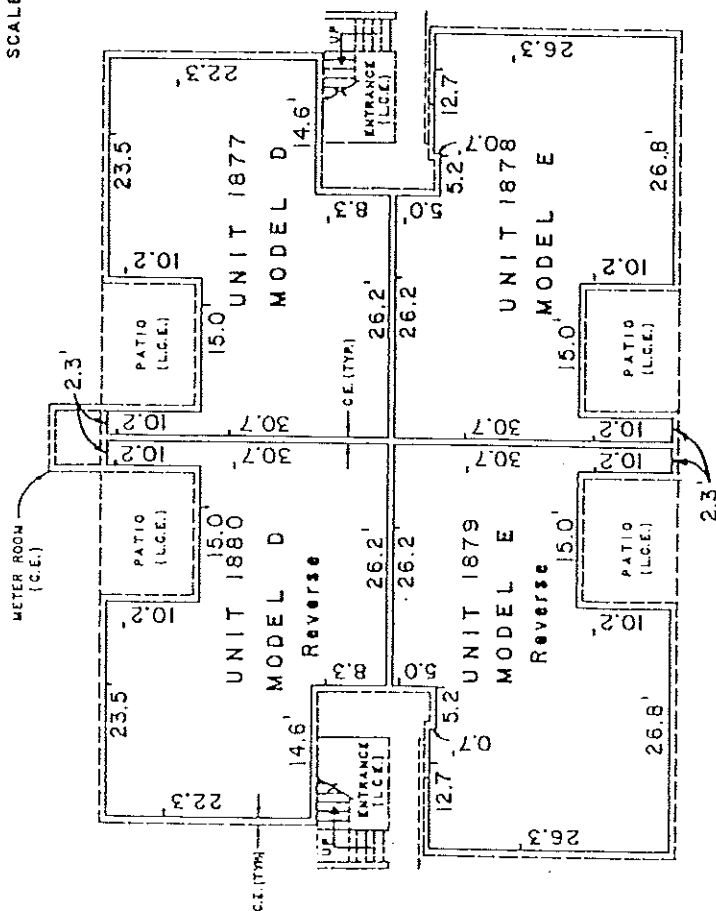 SCALE
METER ROOM
(C.E.)
2.3'
23.5
10.2'
PATIO
(L.C.E.)
15.0'
10.2'
10.2'
PATIO
(L.C.E.)
15.0
10.2'
23.5
22.3'
22.3'
C.E.(TYP.)
UNIT 1880
MODEL D
Reverse
30.7'
30.7'
C.E.(TYP.)
UNIT 1877
MODEL D
14.6'
8.3
26.2'
26.2'
8.3'
14.6'
UP
ENTRANCE
(L.C.E.)
UP
ENTRANCE
(L.C.E.)
5.0'
26.2
26.2
5.0'
5.2
0.7'
12.7
5.2'
0.7'
12.7
UNIT 1879
MODEL E
Reverse
30.7'
30.7'
UNIT 1878
MODEL E
26.3'
26.3'
15.0'
PATIO
(L.C.E.)
10.2'
10.2'
15.0'
PATIO
(L.C.E.)
10.2'
10.2'
26.8'
26.8'
2.3'